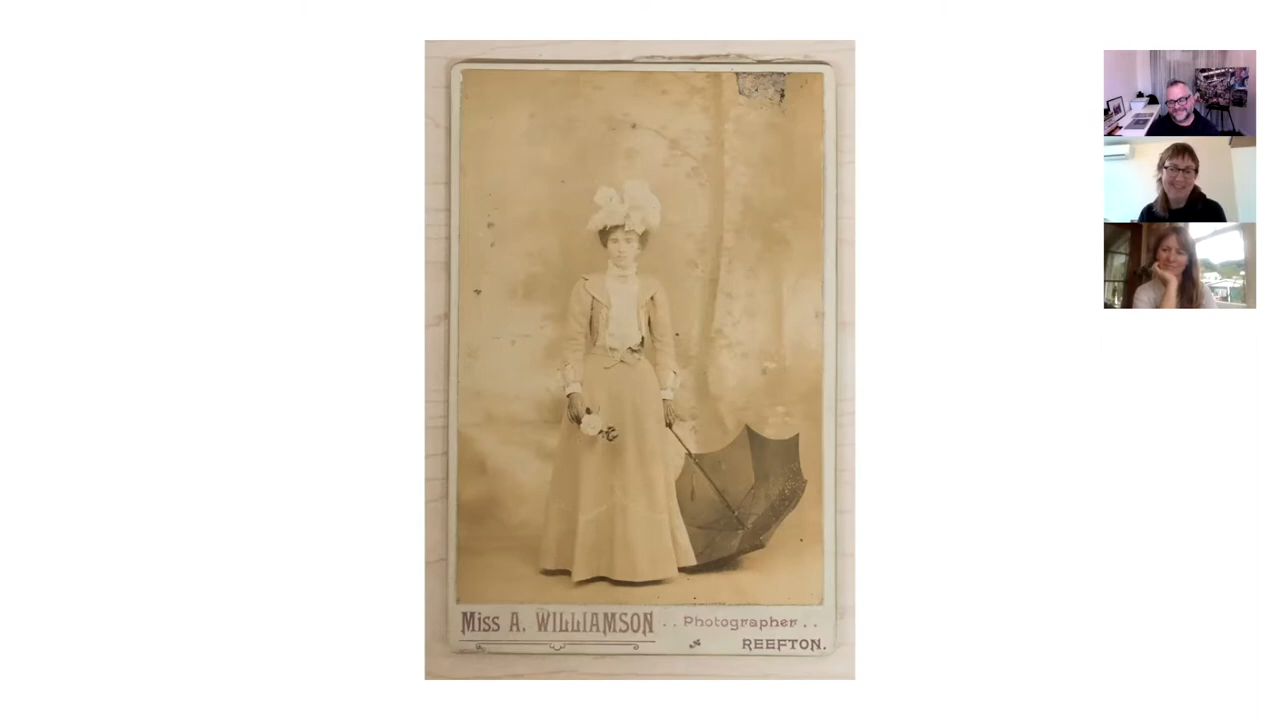 Miss A. WILLIAMSON . . Photographer . .
REEFTON.